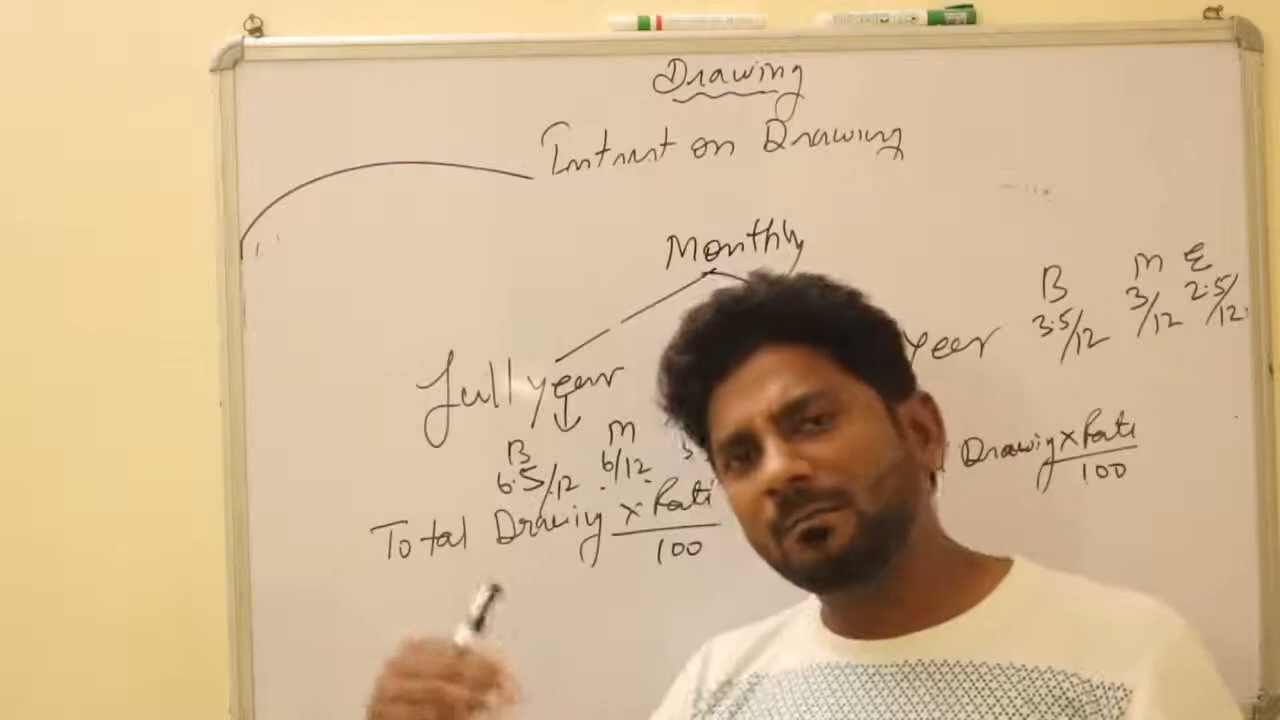 Drawing
Intrust on Drawing
Monthly
full year
year
B M E
3.5/12 3/12 2.5/12
B M
6.5/12 6/12
Total Drawing × Rate
100
Drawing × Rate
100